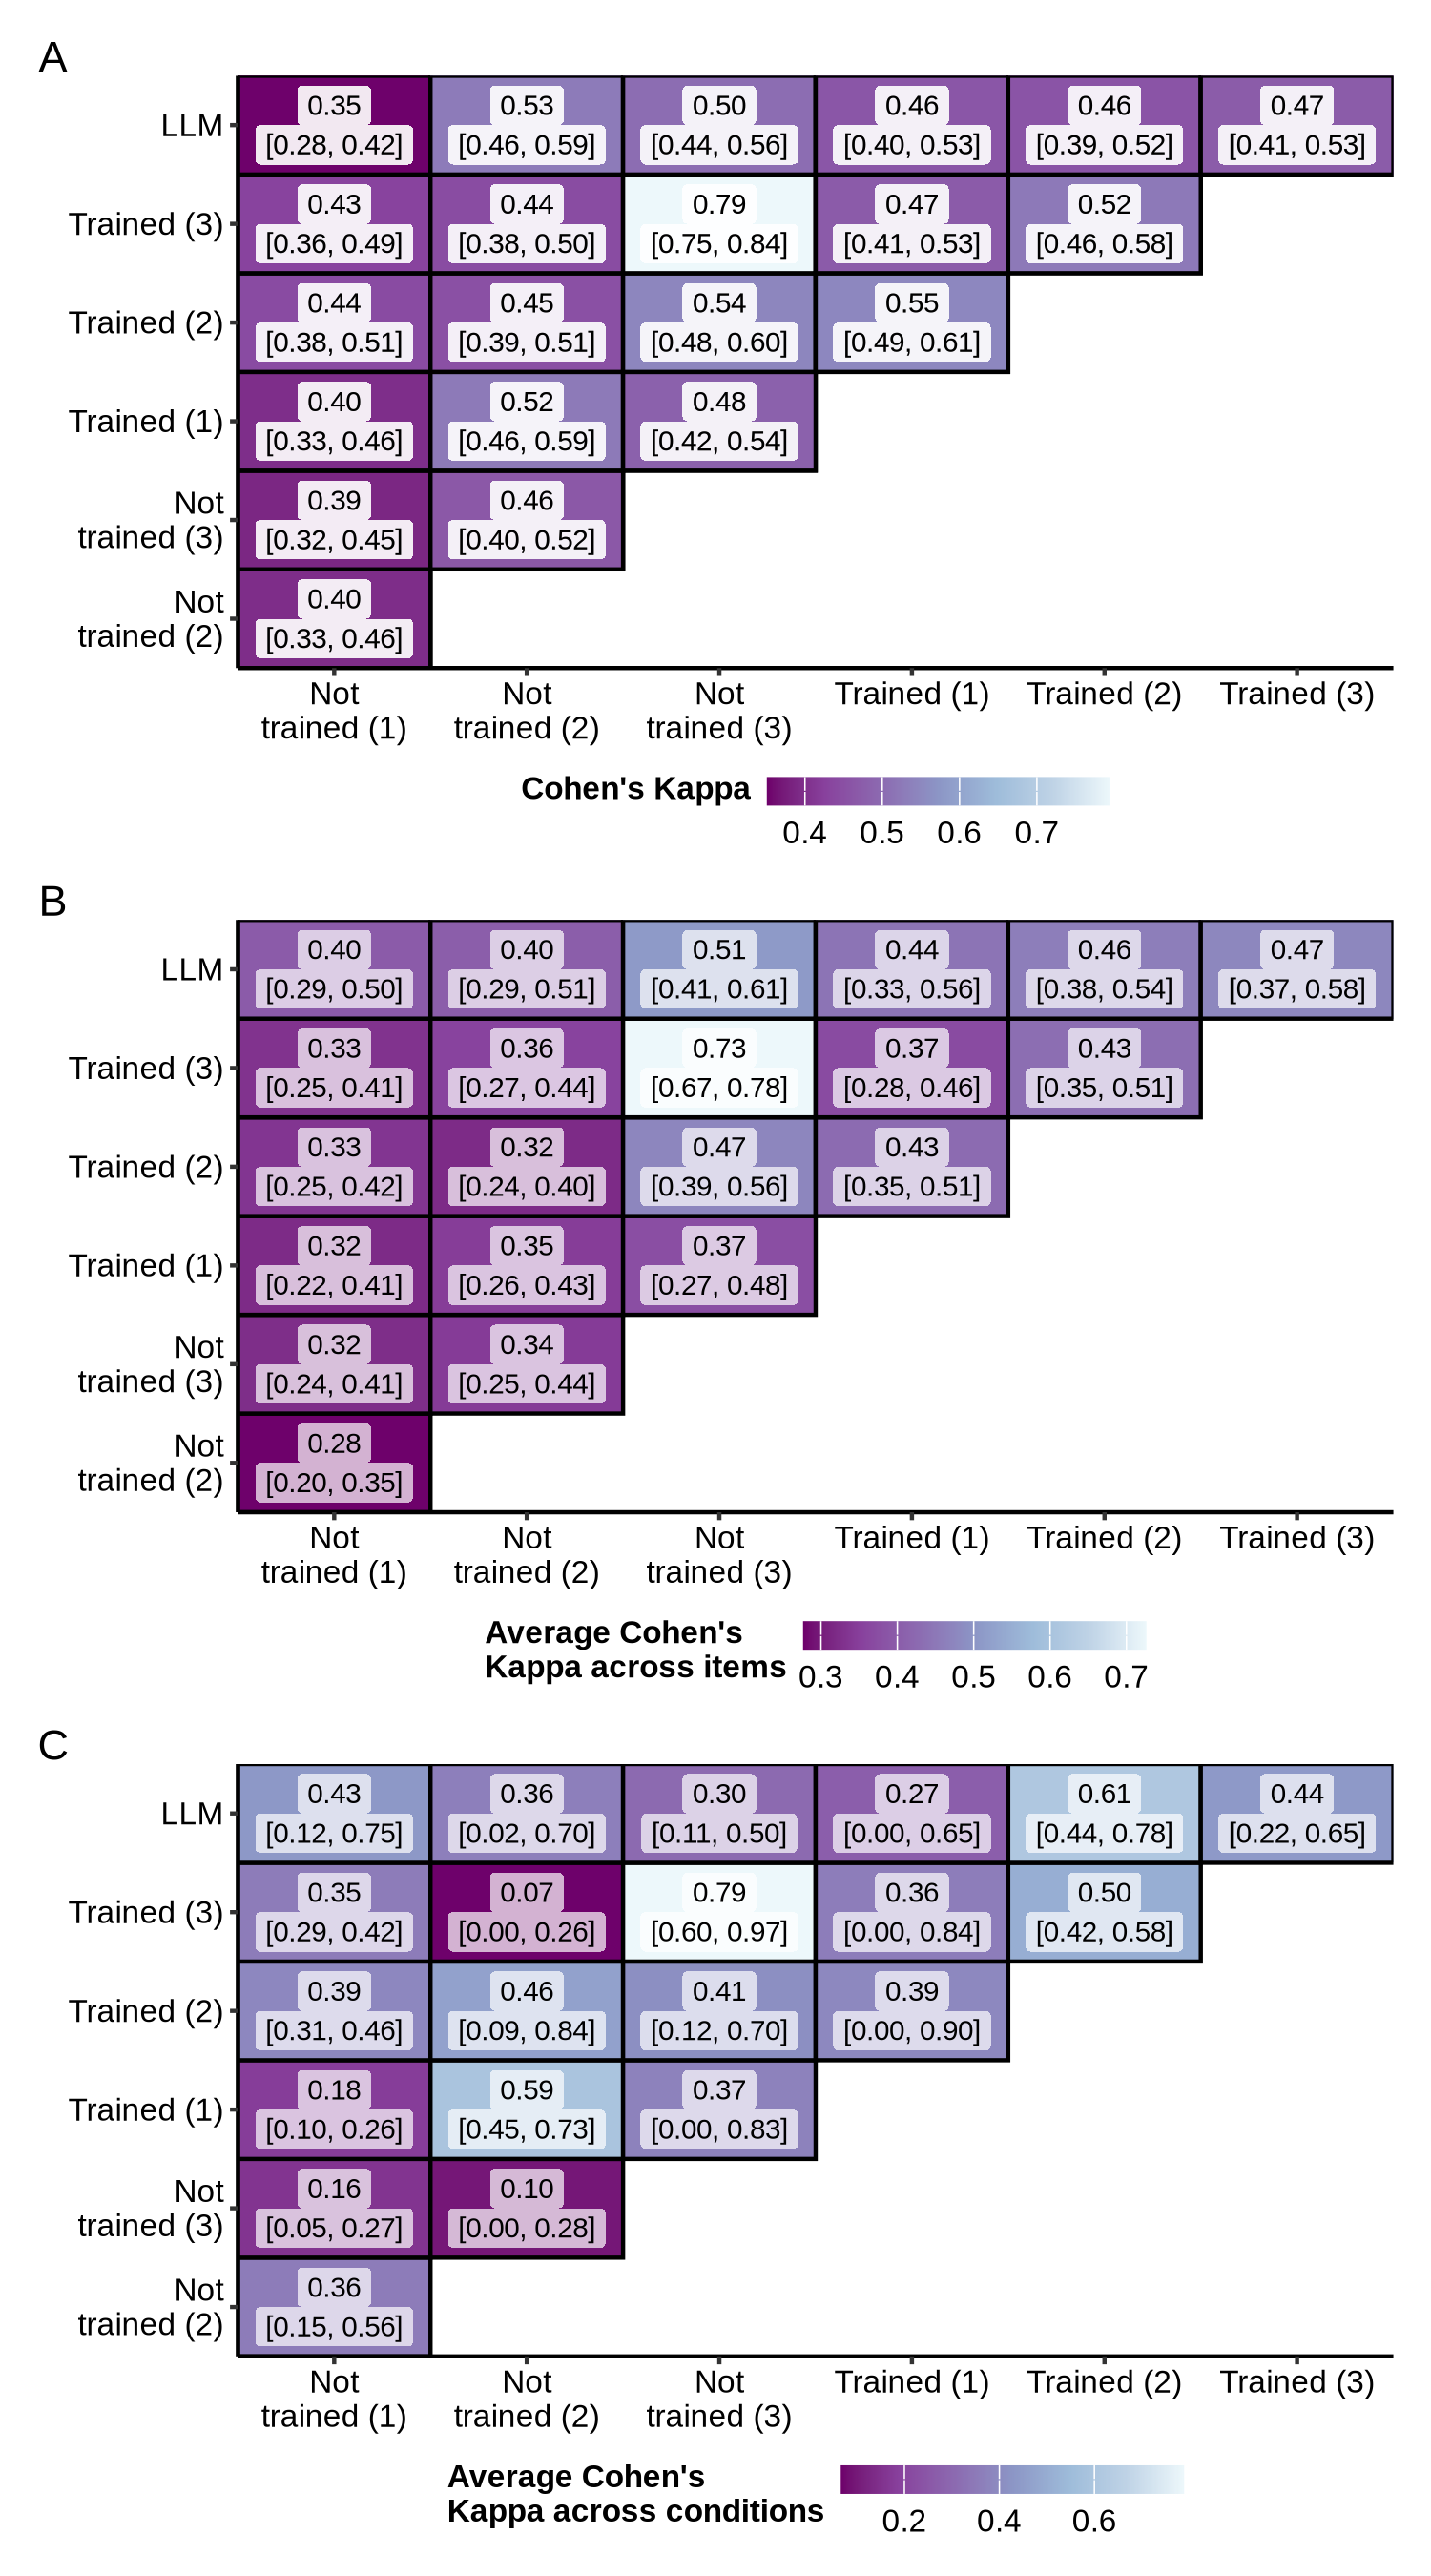 A
LLM
0.35
0.53
0.50
0.46
0.46
0.47
[0.28, 0.42]
[0.46, 0.59]
[0.44, 0.56]
[0.40, 0.53]
[0.39, 0.52]
[0.41, 0.53]
Trained (3)
0.43
0.44
0.79
0.47
0.52
[0.36, 0.49]
[0.38, 0.50]
[0.75, 0.84]
[0.41, 0.53]
[0.46, 0.58]
Trained (2)
0.44
0.45
0.54
0.55
[0.38, 0.51]
[0.39, 0.51]
[0.48, 0.60]
[0.49, 0.61]
Trained (1)
0.40
0.52
0.48
[0.33, 0.46]
[0.46, 0.59]
[0.42, 0.54]
Not
trained (3)
0.39
0.46
[0.32, 0.45]
[0.40, 0.52]
Not
trained (2)
0.40
[0.33, 0.46]
Not
trained (1)
Not
trained (2)
Not
trained (3)
Trained (1)
Trained (2)
Trained (3)
Cohen's Kappa
0.4
0.5
0.6
0.7
B
LLM
0.40
0.40
0.51
0.44
0.46
0.47
[0.29, 0.50]
[0.29, 0.51]
[0.41, 0.61]
[0.33, 0.56]
[0.38, 0.54]
[0.37, 0.58]
Trained (3)
0.33
0.36
0.73
0.37
0.43
[0.25, 0.41]
[0.27, 0.44]
[0.67, 0.78]
[0.28, 0.46]
[0.35, 0.51]
Trained (2)
0.33
0.32
0.47
0.43
[0.25, 0.42]
[0.24, 0.40]
[0.39, 0.56]
[0.35, 0.51]
Trained (1)
0.32
0.35
0.37
[0.22, 0.41]
[0.26, 0.43]
[0.27, 0.48]
Not
trained (3)
0.32
0.34
[0.24, 0.41]
[0.25, 0.44]
Not
trained (2)
0.28
[0.20, 0.35]
Not
trained (1)
Not
trained (2)
Not
trained (3)
Trained (1)
Trained (2)
Trained (3)
Average Cohen's
Kappa across items
0.3
0.4
0.5
0.6
0.7
C
LLM
0.43
0.36
0.30
0.27
0.61
0.44
[0.12, 0.75]
[0.02, 0.70]
[0.11, 0.50]
[0.00, 0.65]
[0.44, 0.78]
[0.22, 0.65]
Trained (3)
0.35
0.07
0.79
0.36
0.50
[0.29, 0.42]
[0.00, 0.26]
[0.60, 0.97]
[0.00, 0.84]
[0.42, 0.58]
Trained (2)
0.39
0.46
0.41
0.39
[0.31, 0.46]
[0.09, 0.84]
[0.12, 0.70]
[0.00, 0.90]
Trained (1)
0.18
0.59
0.37
[0.10, 0.26]
[0.45, 0.73]
[0.00, 0.83]
Not
trained (3)
0.16
0.10
[0.05, 0.27]
[0.00, 0.28]
Not
trained (2)
0.36
[0.15, 0.56]
Not
trained (1)
Not
trained (2)
Not
trained (3)
Trained (1)
Trained (2)
Trained (3)
Average Cohen's
Kappa across conditions
0.2
0.4
0.6